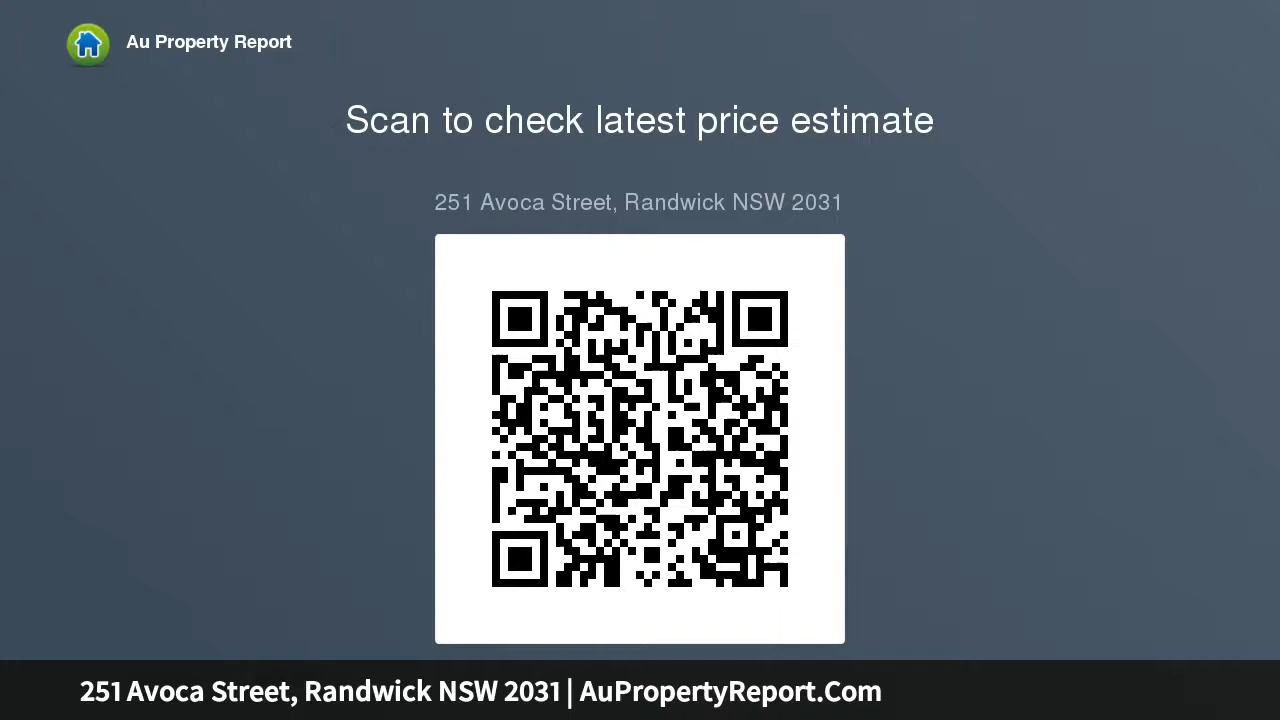 Au Property Report
Scan to check latest price estimate
251 Avoca Street, Randwick NSW 2031
251 Avoca Street, Randwick NSW 2031 | AuPropertyReport.Com